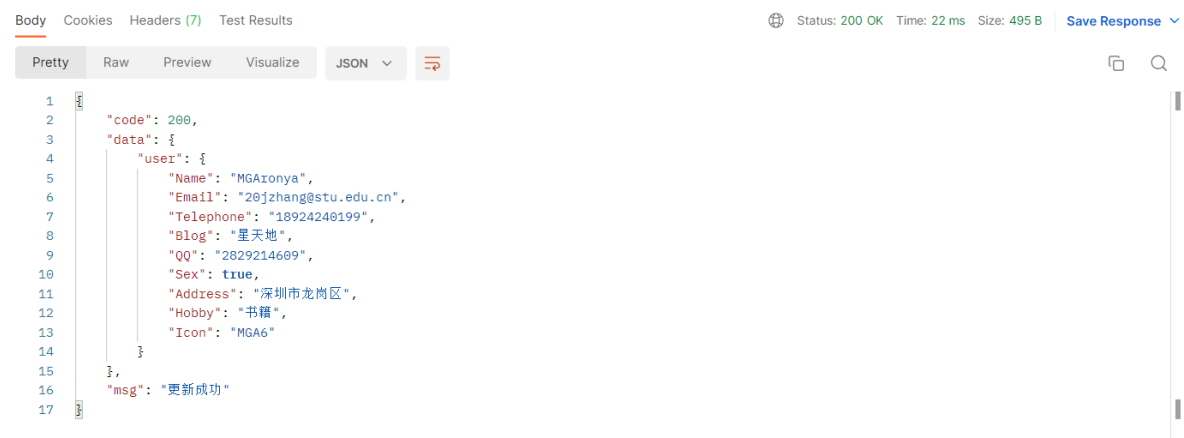 Body Cookies Headers (7) Test Results Status: 200 OK Time: 22 ms Size: 495 B Save Response
Pretty Raw Preview Visualize JSON
1 {
2 "code": 200,
3 "data": {
4 "user": {
5 "Name": "MGAronya",
6 "Email": "20jzhang@stu.edu.cn",
7 "Telephone": "18924240199",
8 "Blog": "星天地",
9 "QQ": "2829214609",
10 "Sex": true,
11 "Address": "深圳市龙岗区",
12 "Hobby": "书籍",
13 "Icon": "MGA6"
14 }
15 },
16 "msg": "更新成功"
17 }